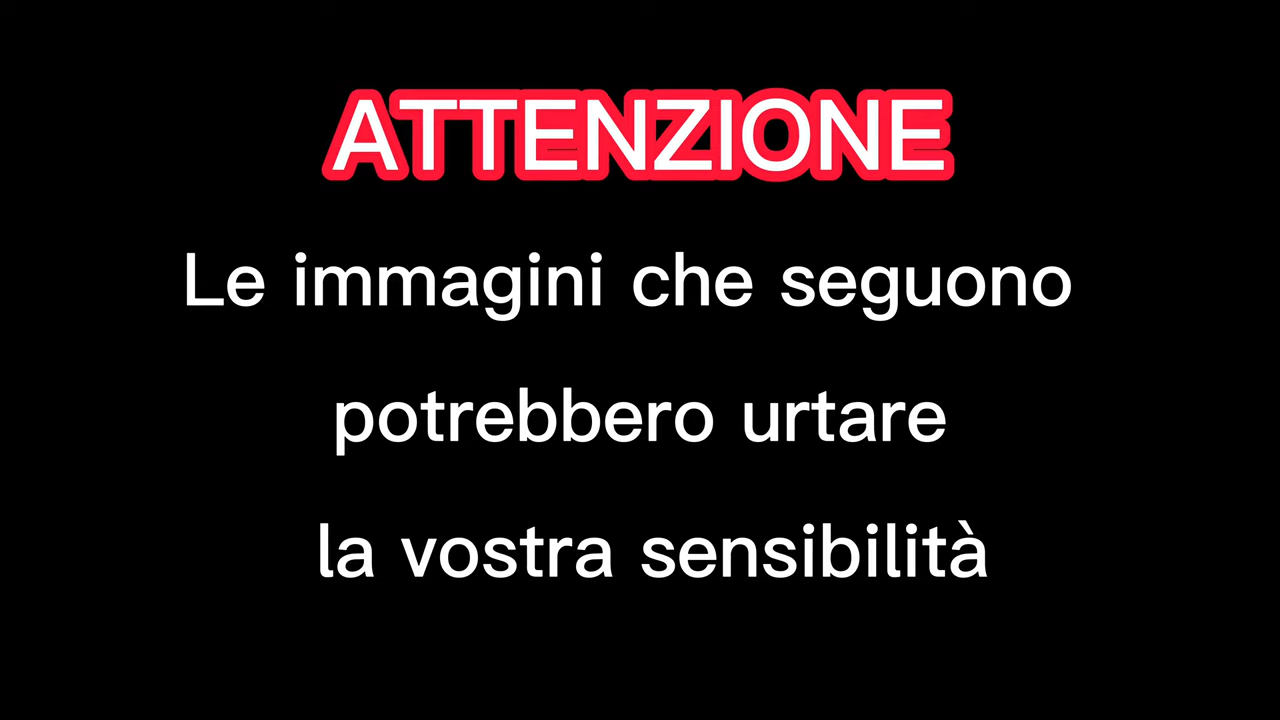 ATTENZIONE
Le immagini che seguono
potrebbero urtare
la vostra sensibilità